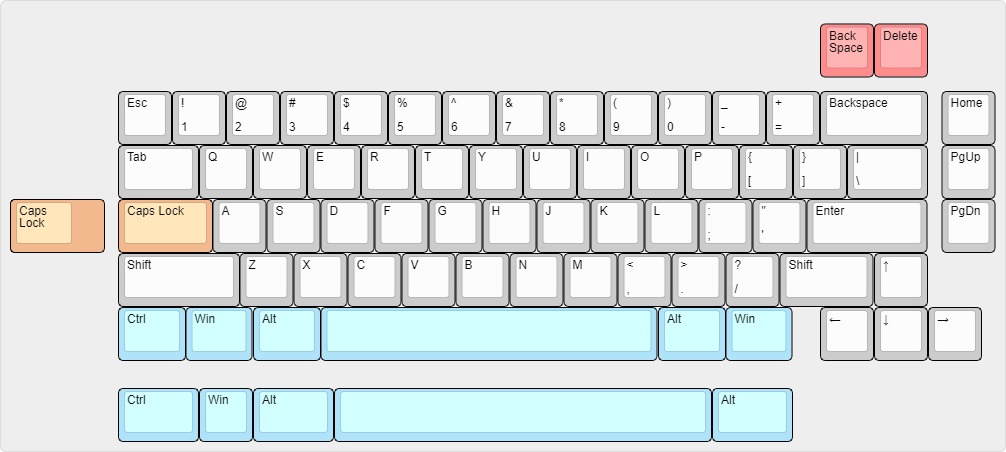 Back Space Delete
Esc ! 1 @ 2 # 3 $ 4 % 5 ^ 6 & 7 * 8 ( 9 ) 0 _ - + = Backspace Home
Tab Q W E R T Y U I O P { [ } ] | \ PgUp
Caps Lock Caps Lock A S D F G H J K L : ; " ' Enter PgDn
Shift Z X C V B N M < , > . ? / Shift ↑
Ctrl Win Alt Alt Win ← ↓ →
Ctrl Win Alt Alt